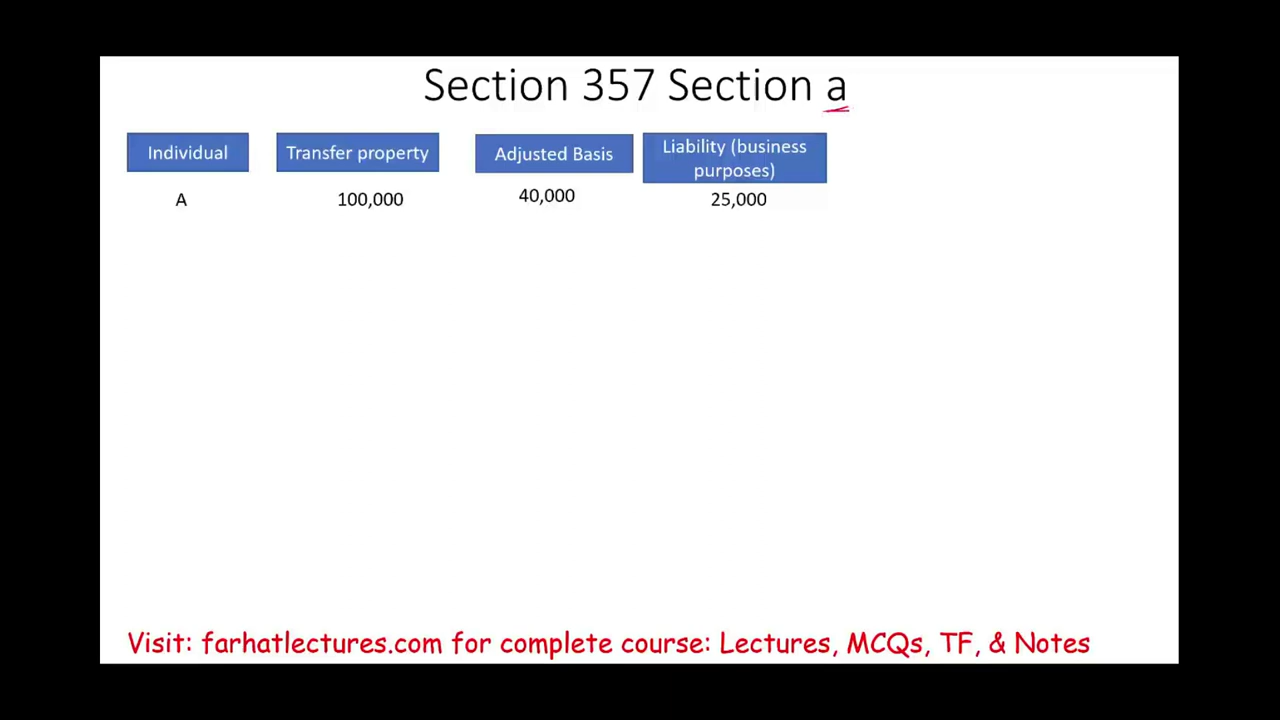 Section 357 Section a
Individual Transfer property Adjusted Basis Liability (business purposes)
A 100,000 40,000 25,000
Visit: farhatlectures.com for complete course: Lectures, MCQs, TF, & Notes